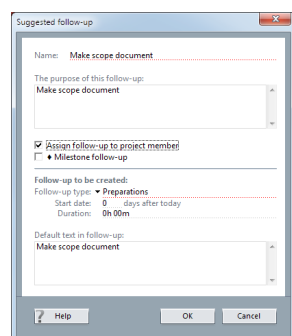 Suggested follow-up
Name: Make scope document
The purpose of this follow-up:
Make scope document
Assign follow-up to project member
♦ Milestone follow-up
Follow-up to be created:
Follow-up type: ▾ Preparations
Start date: 0 days after today
Duration: 0h 00m
Default text in follow-up:
Make scope document
? Help OK Cancel